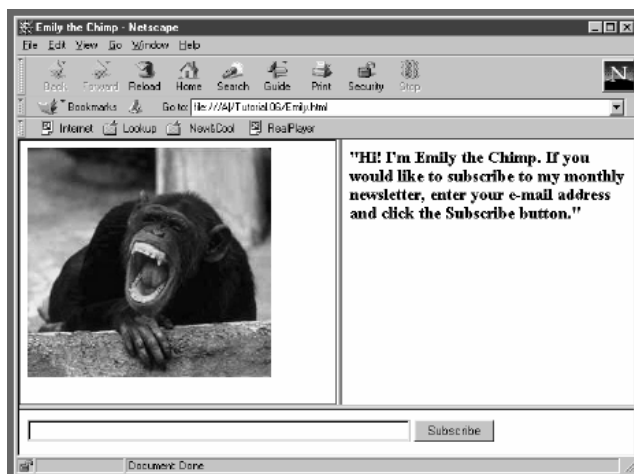 Emily the Chimp - Netscape
File Edit View Go Window Help
Back Forward Reload Home Search Guide Print Security Stop
N
Bookmarks Go to: file:///A|/Tutorial.06/Emily.html
Internet Lookup New&Cool RealPlayer
"Hi! I'm Emily the Chimp. If you
would like to subscribe to my monthly
newsletter, enter your e-mail address
and click the Subscribe button."
Subscribe
Document: Done